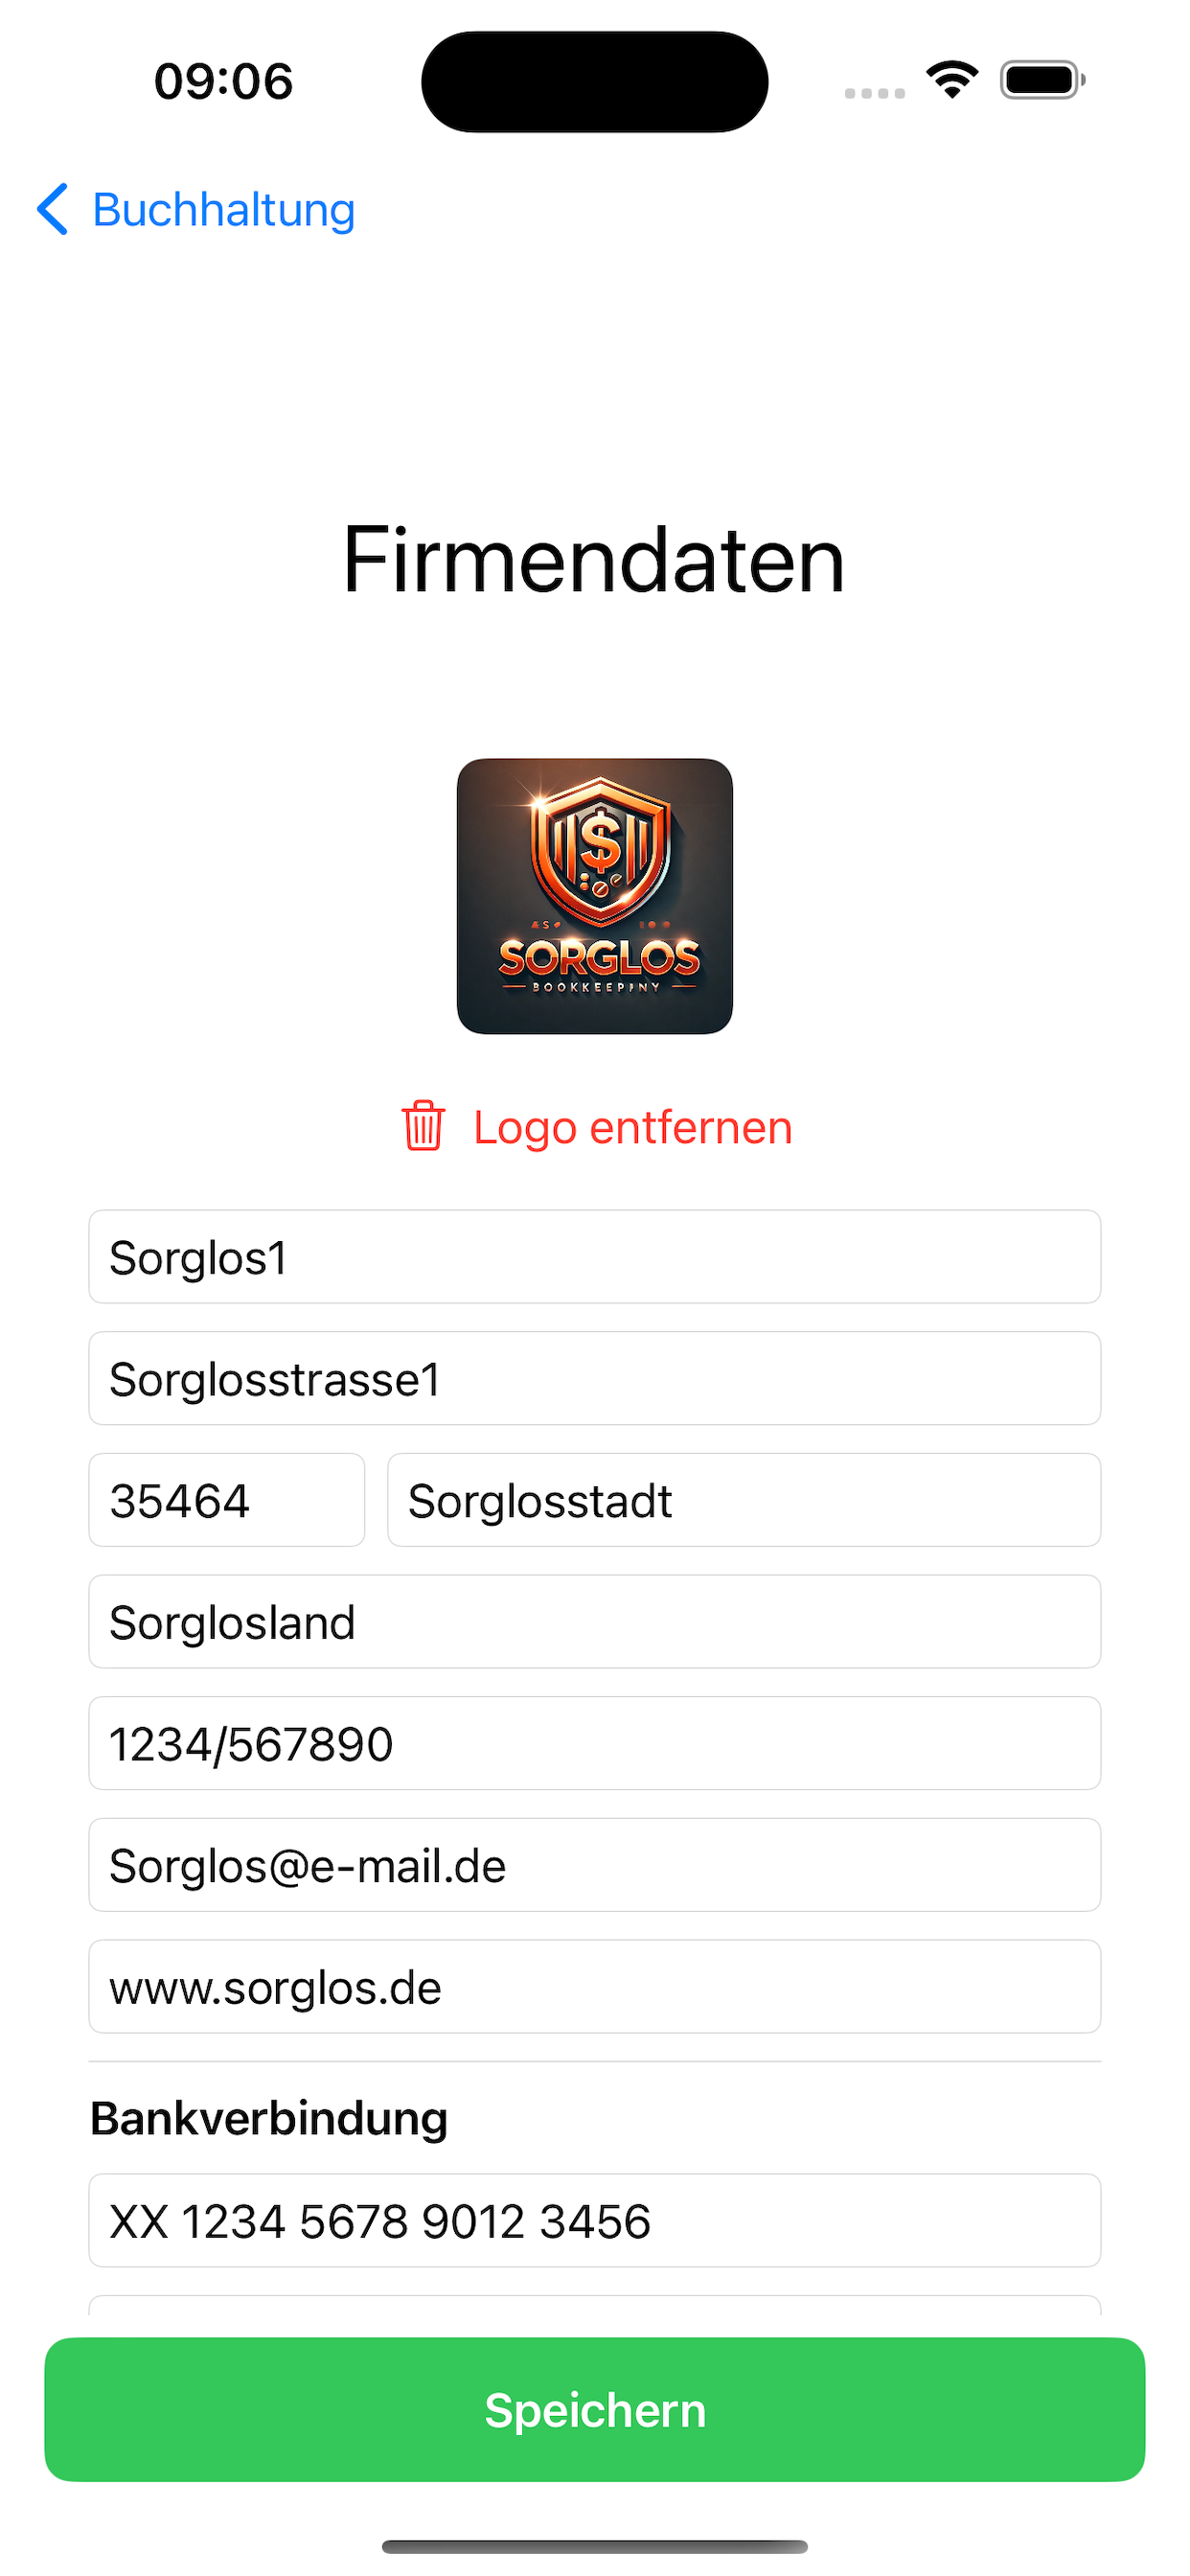 09:06
Buchhaltung
Firmendaten
SORGLOS
BOOKKEEPINY
Logo entfernen
Sorglos1
Sorglosstrasse1
35464 Sorglosstadt
Sorglosland
1234/567890
Sorglos@e-mail.de
www.sorglos.de
Bankverbindung
XX 1234 5678 9012 3456
Speichern